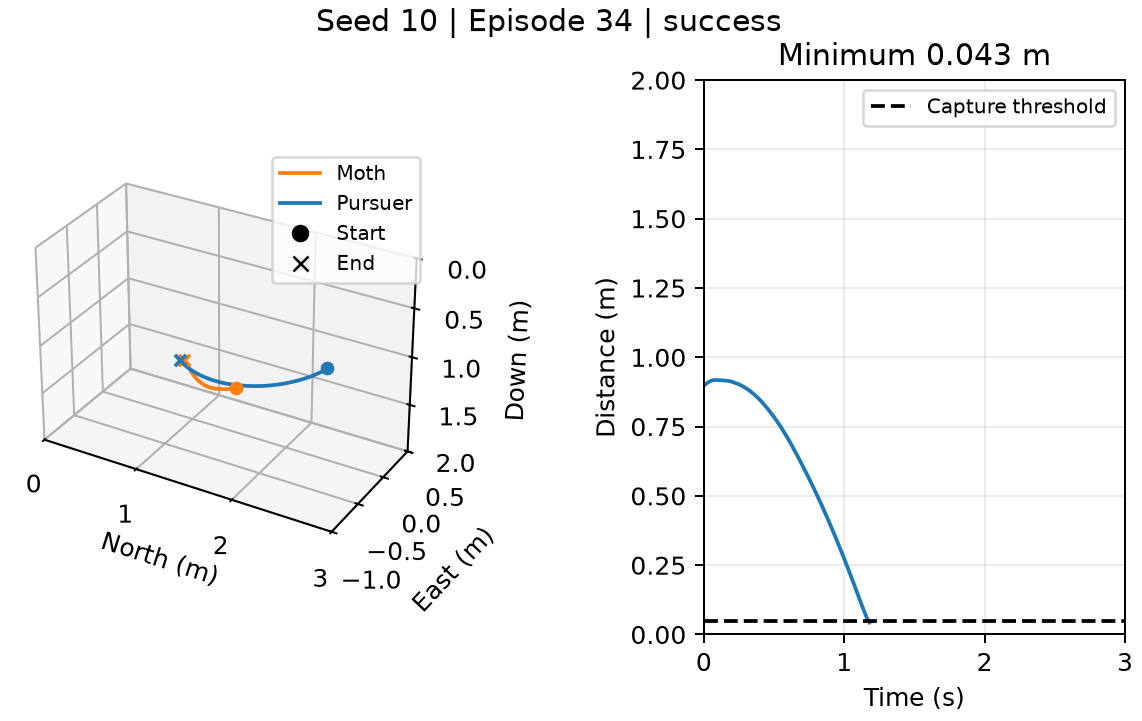 Seed 10 | Episode 34 | success
Moth
Pursuer
Start
End
0.0
0.5
1.0
1.5
2.0
Down (m)
0
1
2
3
North (m)
0.5
0.0
−0.5
−1.0
East (m)
Minimum 0.043 m
Capture threshold
2.00
1.75
1.50
1.25
1.00
0.75
0.50
0.25
0.00
Distance (m)
0
1
2
3
Time (s)